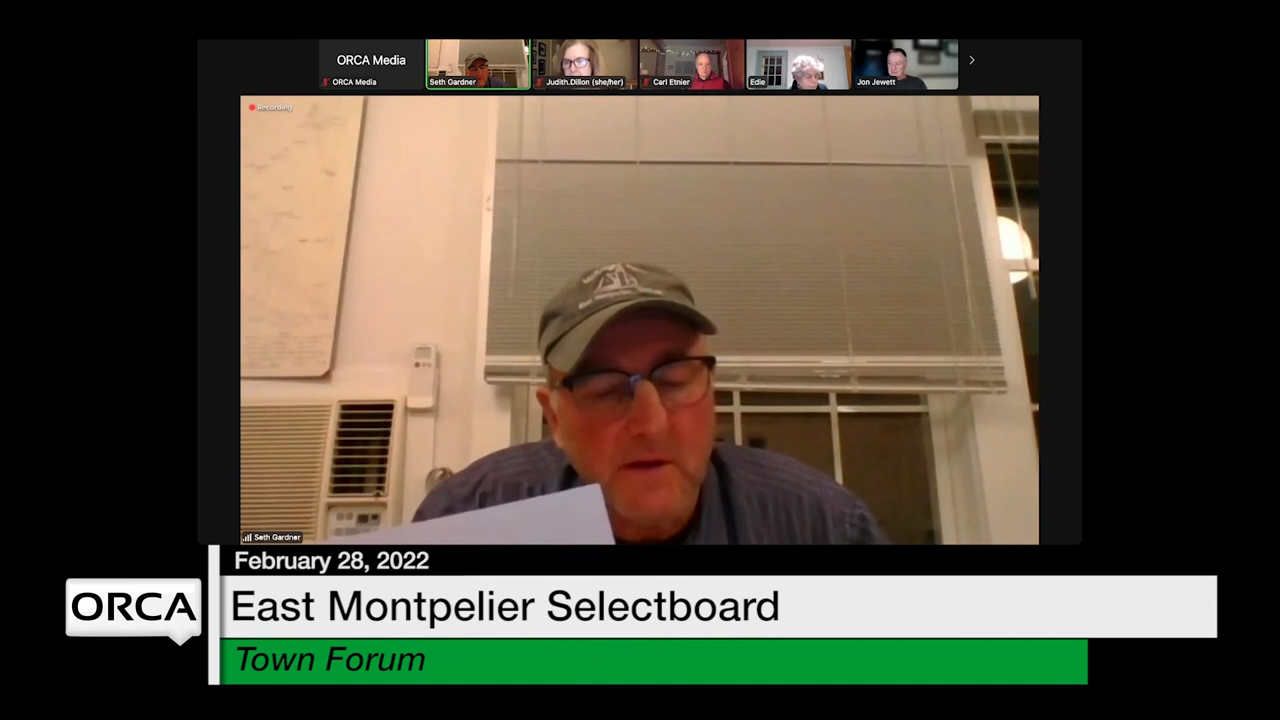 ORCA Media
ORCA Media
Seth Gardner
Judith.Dillon (she/her)
Carl Etnier
Edie
Jon Jewett
Recording
Seth Gardner
February 28, 2022
ORCA
East Montpelier Selectboard
Town Forum